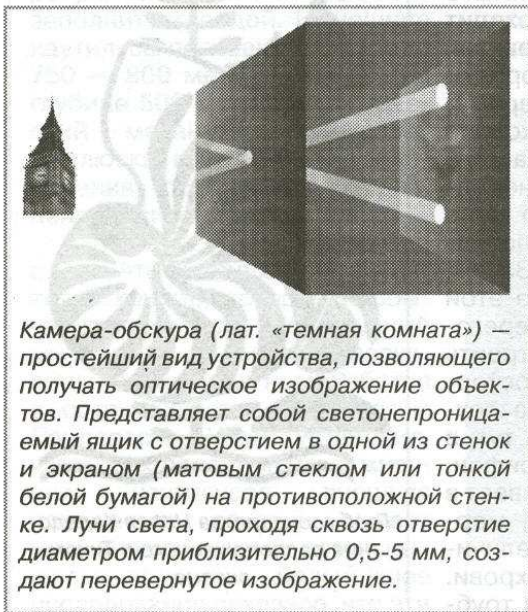 Камера-обскура (лат. «темная комната») —
простейший вид устройства, позволяющего
получать оптическое изображение объек-
тов. Представляет собой светонепроница-
емый ящик с отверстием в одной из стенок
и экраном (матовым стеклом или тонкой
белой бумагой) на противоположной стен-
ке. Лучи света, проходя сквозь отверстие
диаметром приблизительно 0,5-5 мм, соз-
дают перевернутое изображение.